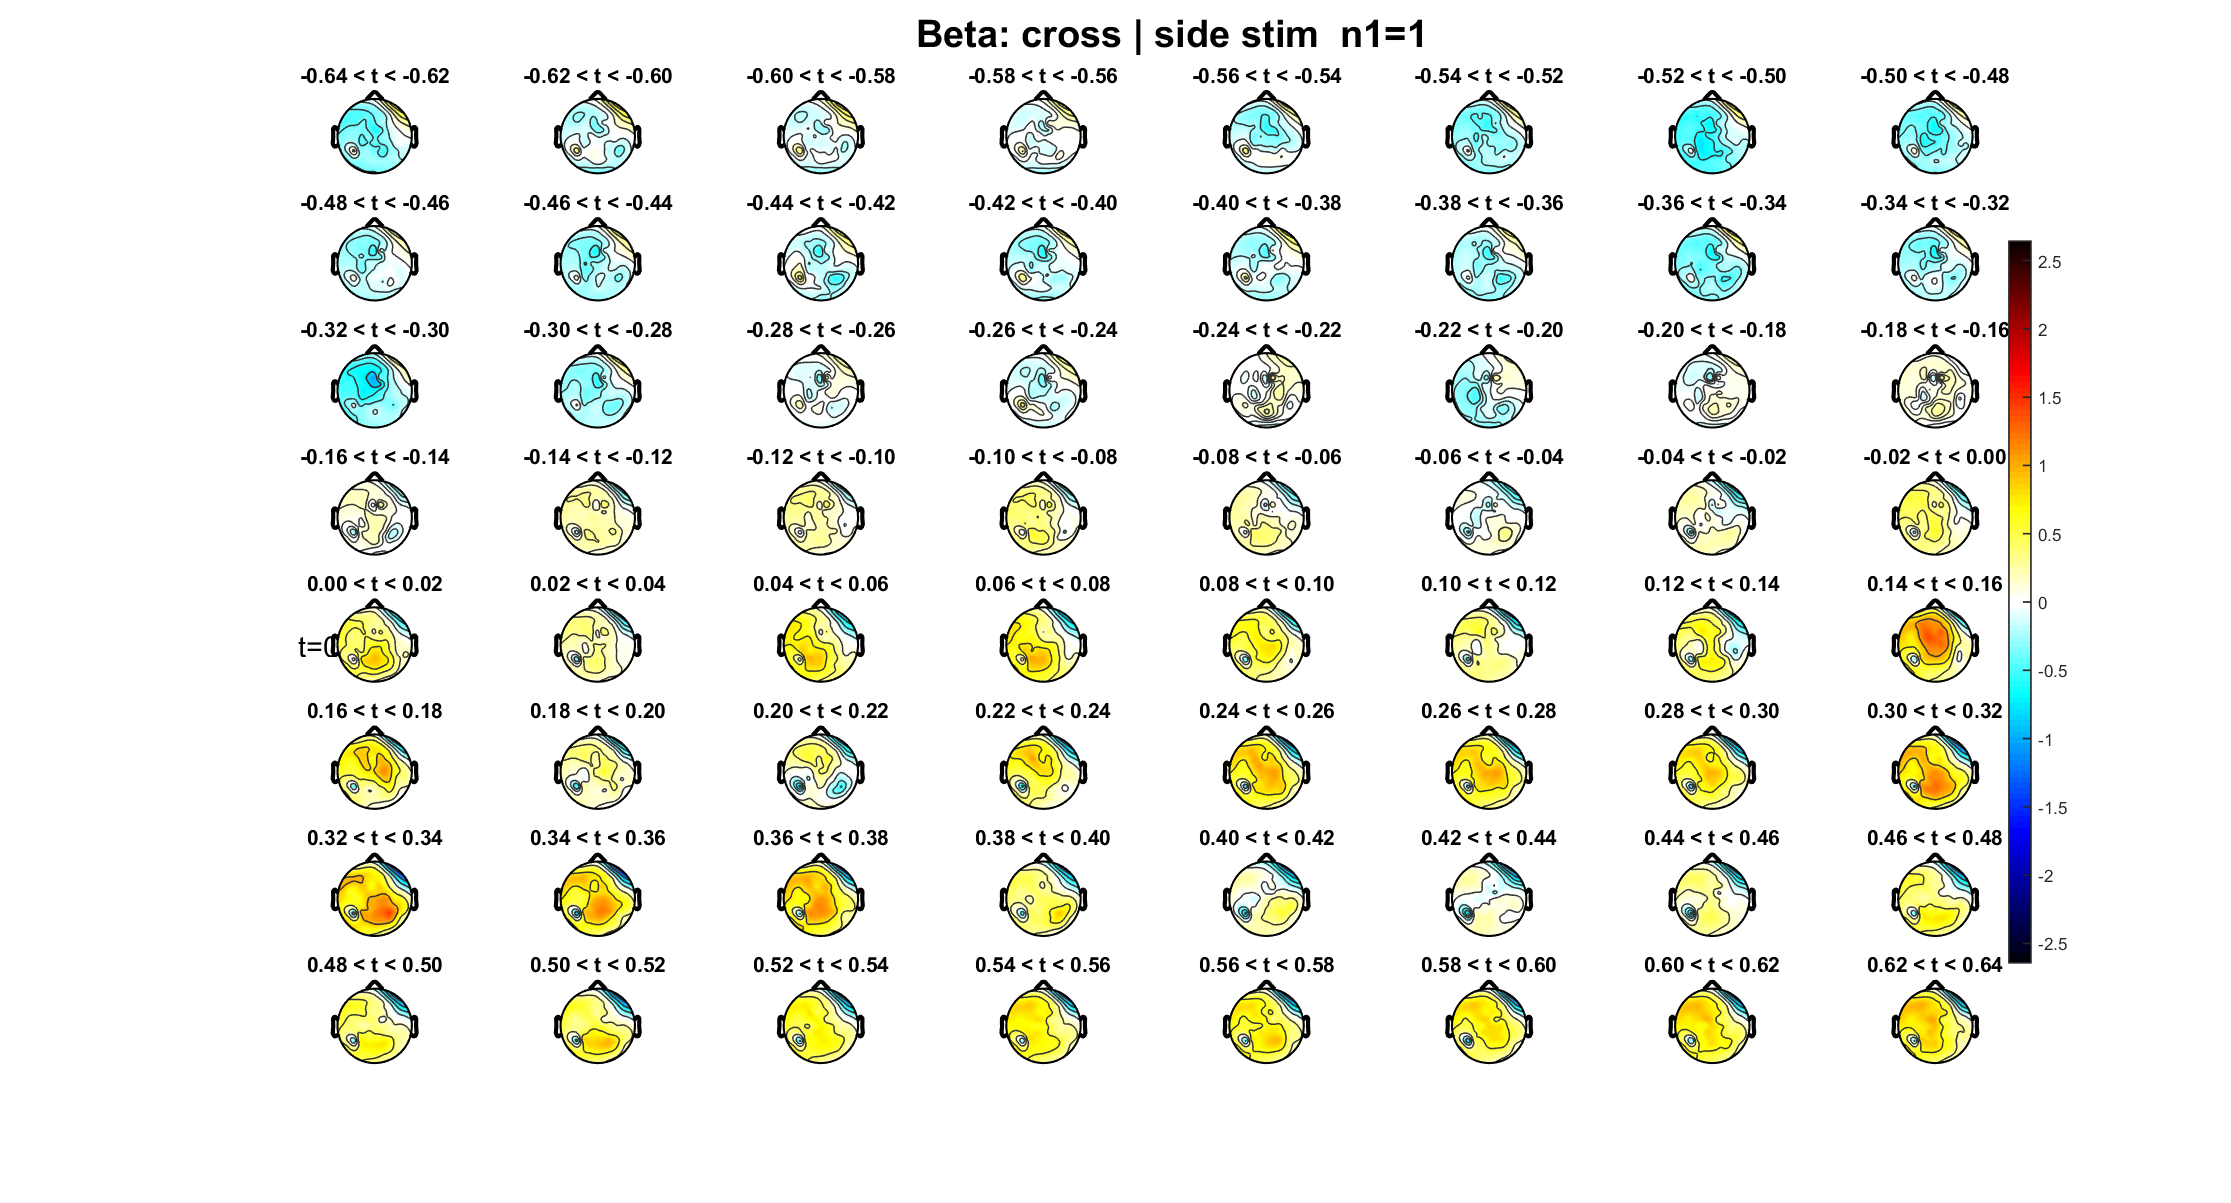 Beta: cross | side stim  n1=1
-0.64 < t < -0.62
-0.62 < t < -0.60
-0.60 < t < -0.58
-0.58 < t < -0.56
-0.56 < t < -0.54
-0.54 < t < -0.52
-0.52 < t < -0.50
-0.50 < t < -0.48
-0.48 < t < -0.46
-0.46 < t < -0.44
-0.44 < t < -0.42
-0.42 < t < -0.40
-0.40 < t < -0.38
-0.38 < t < -0.36
-0.36 < t < -0.34
-0.34 < t < -0.32
-0.32 < t < -0.30
-0.30 < t < -0.28
-0.28 < t < -0.26
-0.26 < t < -0.24
-0.24 < t < -0.22
-0.22 < t < -0.20
-0.20 < t < -0.18
-0.18 < t < -0.16
-0.16 < t < -0.14
-0.14 < t < -0.12
-0.12 < t < -0.10
-0.10 < t < -0.08
-0.08 < t < -0.06
-0.06 < t < -0.04
-0.04 < t < -0.02
-0.02 < t < 0.00
0.00 < t < 0.02
0.02 < t < 0.04
0.04 < t < 0.06
0.06 < t < 0.08
0.08 < t < 0.10
0.10 < t < 0.12
0.12 < t < 0.14
0.14 < t < 0.16
t=0
0.16 < t < 0.18
0.18 < t < 0.20
0.20 < t < 0.22
0.22 < t < 0.24
0.24 < t < 0.26
0.26 < t < 0.28
0.28 < t < 0.30
0.30 < t < 0.32
0.32 < t < 0.34
0.34 < t < 0.36
0.36 < t < 0.38
0.38 < t < 0.40
0.40 < t < 0.42
0.42 < t < 0.44
0.44 < t < 0.46
0.46 < t < 0.48
0.48 < t < 0.50
0.50 < t < 0.52
0.52 < t < 0.54
0.54 < t < 0.56
0.56 < t < 0.58
0.58 < t < 0.60
0.60 < t < 0.62
0.62 < t < 0.64
2.5
2
1.5
1
0.5
0
-0.5
-1
-1.5
-2
-2.5